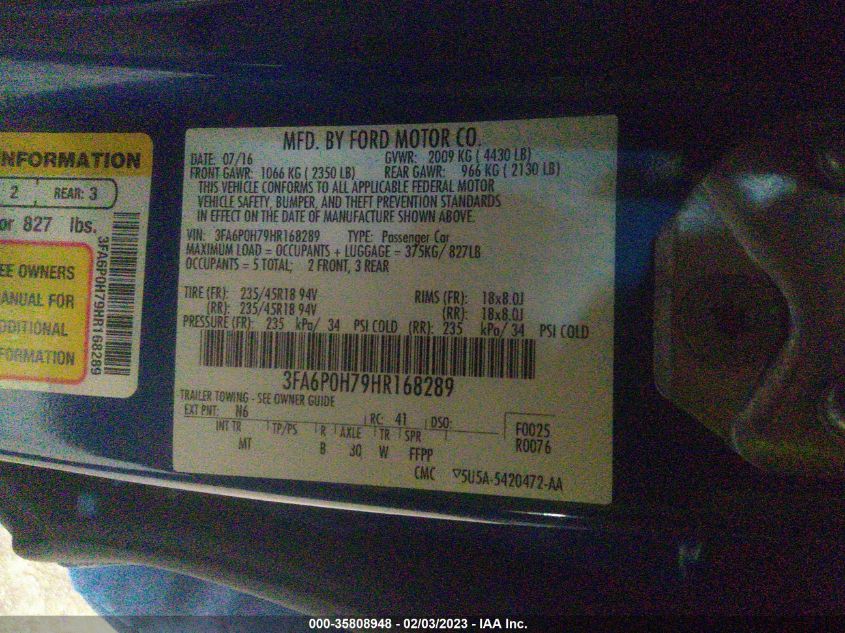 INFORMATION
2 REAR: 3
or 827 lbs.
EE OWNERS
ANUAL FOR
DDITIONAL
FORMATION
3FA6P0H79HR168289
MFD. BY FORD MOTOR CO.
DATE: 07/16 GVWR: 2009 KG ( 4430 LB)
FRONT GAWR: 1066 KG ( 2350 LB) REAR GAWR: 966 KG ( 2130 LB)
THIS VEHICLE CONFORMS TO ALL APPLICABLE FEDERAL MOTOR
VEHICLE SAFETY, BUMPER, AND THEFT PREVENTION STANDARDS
IN EFFECT ON THE DATE OF MANUFACTURE SHOWN ABOVE.
VIN: 3FA6P0H79HR168289 TYPE: Passenger Car
MAXIMUM LOAD = OCCUPANTS + LUGGAGE = 375KG/ 827LB
OCCUPANTS = 5 TOTAL; 2 FRONT, 3 REAR
TIRE (FR): 235/45R18 94V RIMS (FR): 18x8.0J
(RR): 235/45R18 94V (RR): 18x8.0J
PRESSURE (FR): 235 kPa/ 34 PSI COLD (RR): 235 kPa/ 34 PSI COLD
3FA6P0H79HR168289
TRAILER TOWING - SEE OWNER GUIDE
EXT PNT: N6 RC: 41 DSO: F0025
INT TR TP/PS R AXLE TR SPR R0076
MT B 30 W FFPP
CMC ▽5U5A-5420472-AA
000-35808948 - 02/03/2023 - IAA Inc.